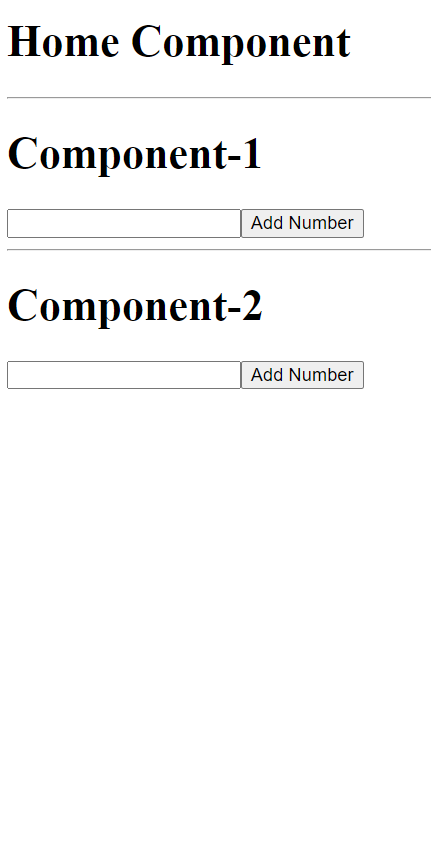 Home Component
Component-1
Add Number
Component-2
Add Number